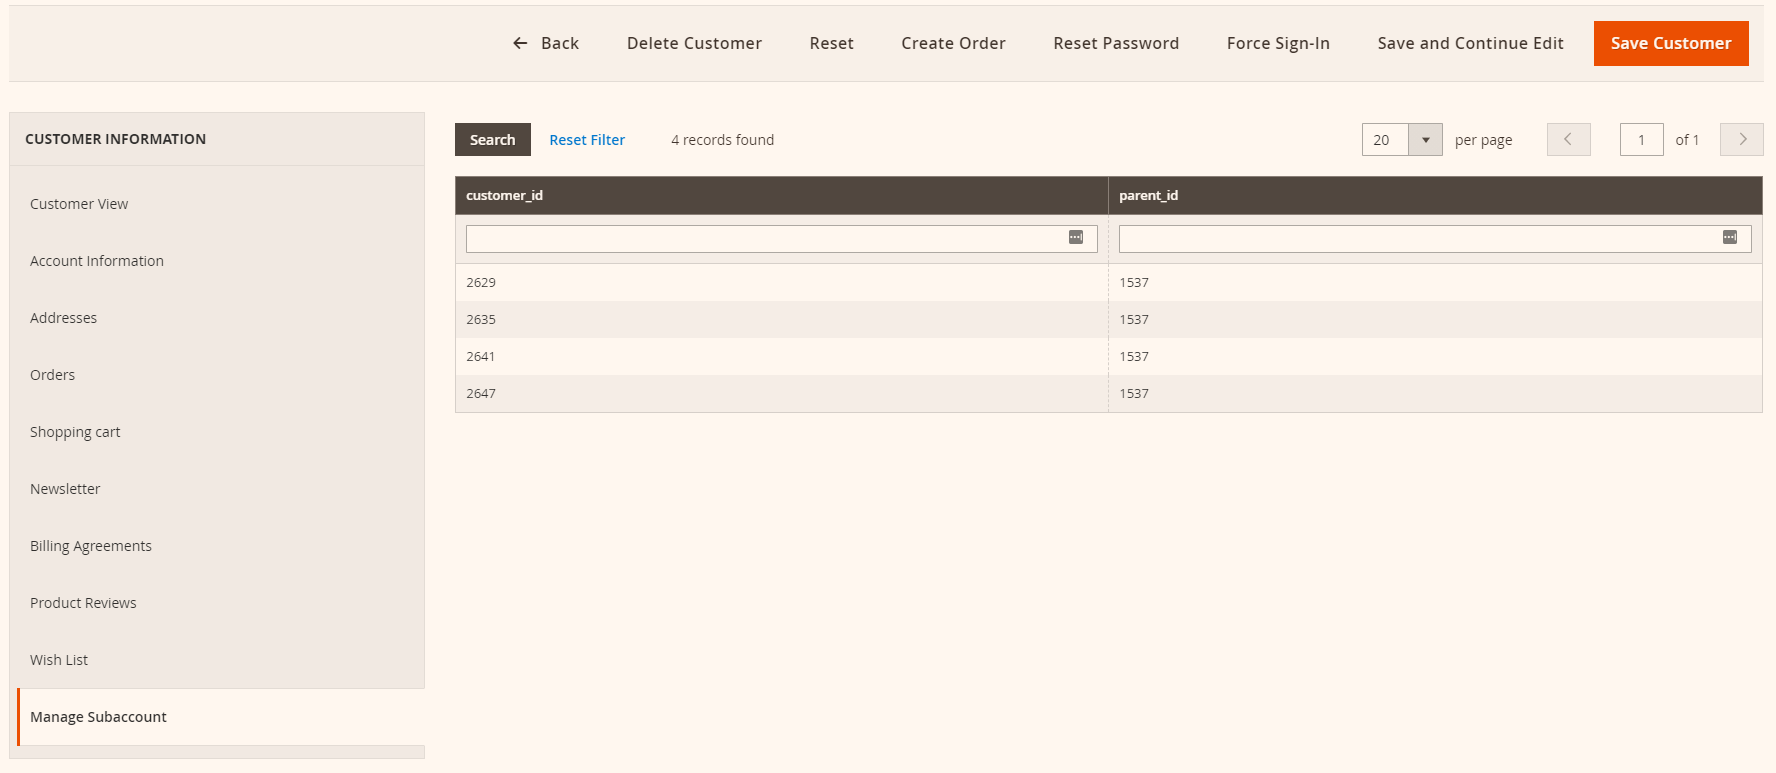 ← Back Delete Customer Reset Create Order Reset Password Force Sign-In Save and Continue Edit Save Customer
CUSTOMER INFORMATION
Customer View
Account Information
Addresses
Orders
Shopping cart
Newsletter
Billing Agreements
Product Reviews
Wish List
Manage Subaccount
Search Reset Filter 4 records found 20 per page 1 of 1
customer_id parent_id
2629 1537
2635 1537
2641 1537
2647 1537